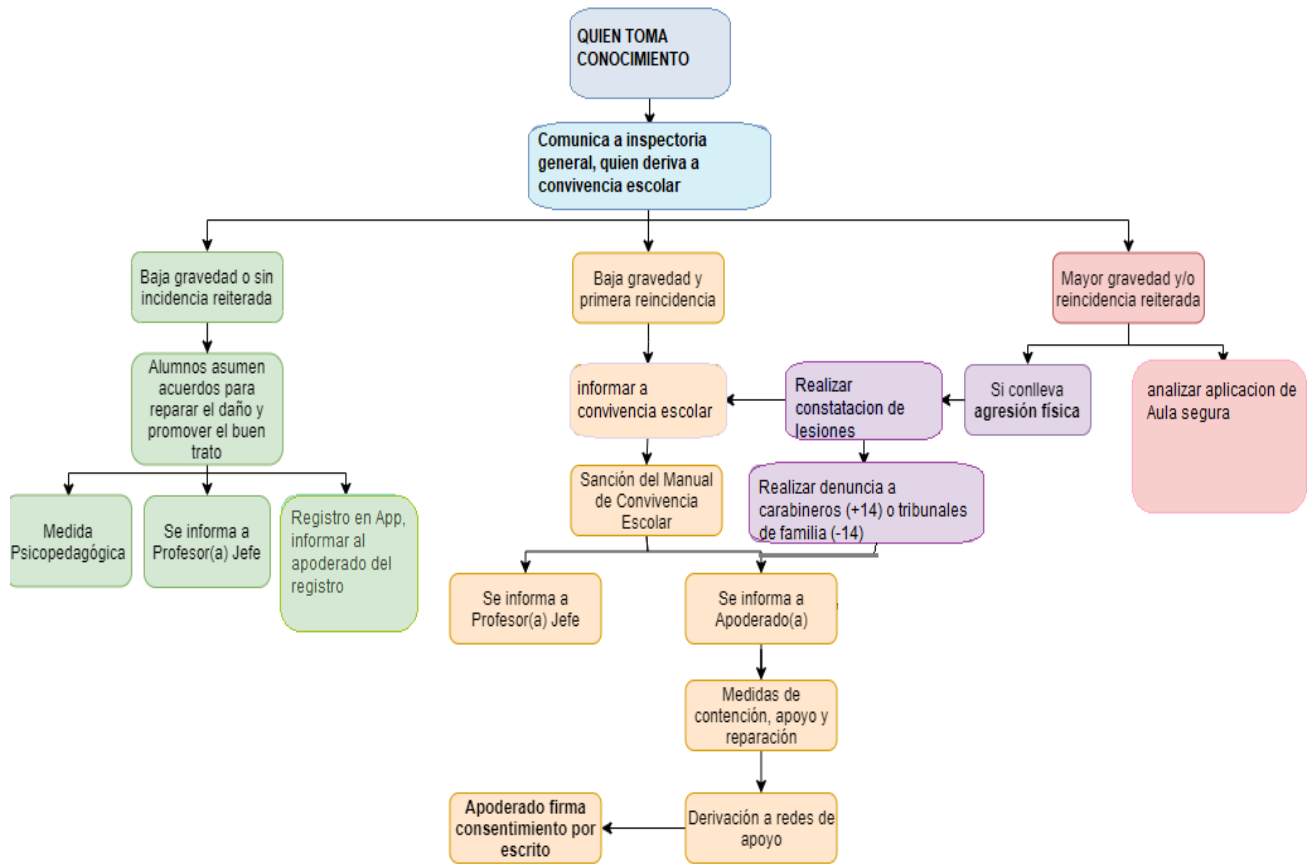 QUIEN TOMA
CONOCIMIENTO
Comunica a inspectoria
general, quien deriva a
convivencia escolar
Baja gravedad o sin
incidencia reiterada
Baja gravedad y
primera reincidencia
Mayor gravedad y/o
reincidencia reiterada
Alumnos asumen
acuerdos para
reparar el daño y
promover el buen
trato
informar a
convivencia escolar
Realizar
constatacion de
lesiones
Si conlleva
agresión física
analizar aplicacion de
Aula segura
Medida
Psicopedagógica
Se informa a
Profesor(a) Jefe
Registro en App,
informar al
apoderado del
registro
Sanción del Manual
de Convivencia
Escolar
Realizar denuncia a
carabineros (+14) o tribunales
de familia (-14)
Se informa a
Profesor(a) Jefe
Se informa a
Apoderado(a)
Medidas de
contención, apoyo y
reparación
Apoderado firma
consentimiento por
escrito
Derivación a redes de
apoyo